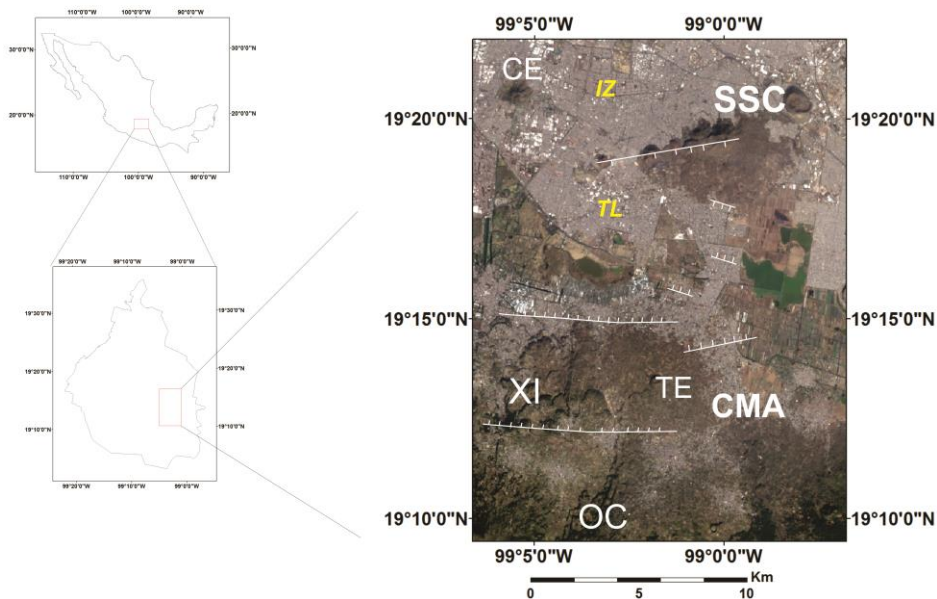 110°0'0"W 100°0'0"W 90°0'0"W
30°0'0"N
30°0'0"N
20°0'0"N
20°0'0"N
110°0'0"W 100°0'0"W 90°0'0"W
99°20'0"W 99°10'0"W 99°0'0"W
19°30'0"N
19°30'0"N
19°20'0"N
19°20'0"N
19°10'0"N
19°10'0"N
99°20'0"W 99°10'0"W 99°0'0"W
99°5'0"W 99°0'0"W
CE
IZ
SSC
19°20'0"N
19°20'0"N
TL
19°15'0"N
19°15'0"N
XI
TE
CMA
19°10'0"N
19°10'0"N
OC
99°5'0"W 99°0'0"W
Km
0 5 10